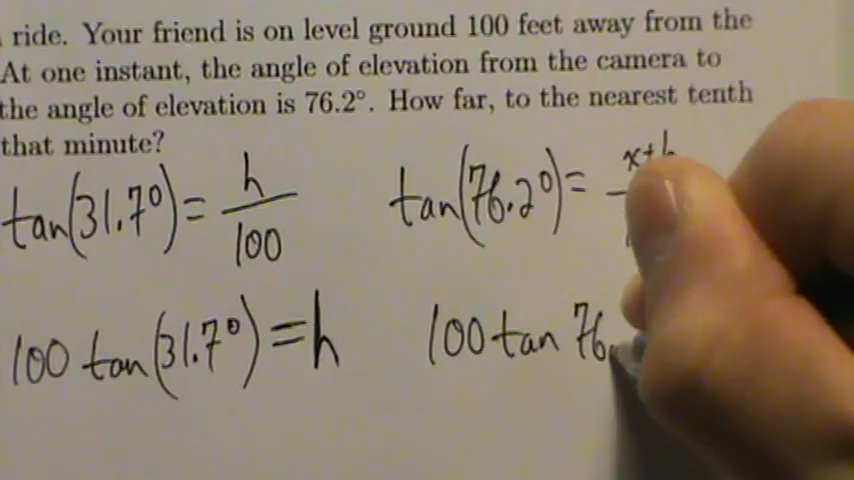 ride. Your friend is on level ground 100 feet away from the
At one instant, the angle of elevation from the camera to
the angle of elevation is 76.2°. How far, to the nearest tenth
that minute?
tan(31.7°) = h/100
tan(76.2°) = x+h
100 tan(31.7°) = h
100 tan 76.